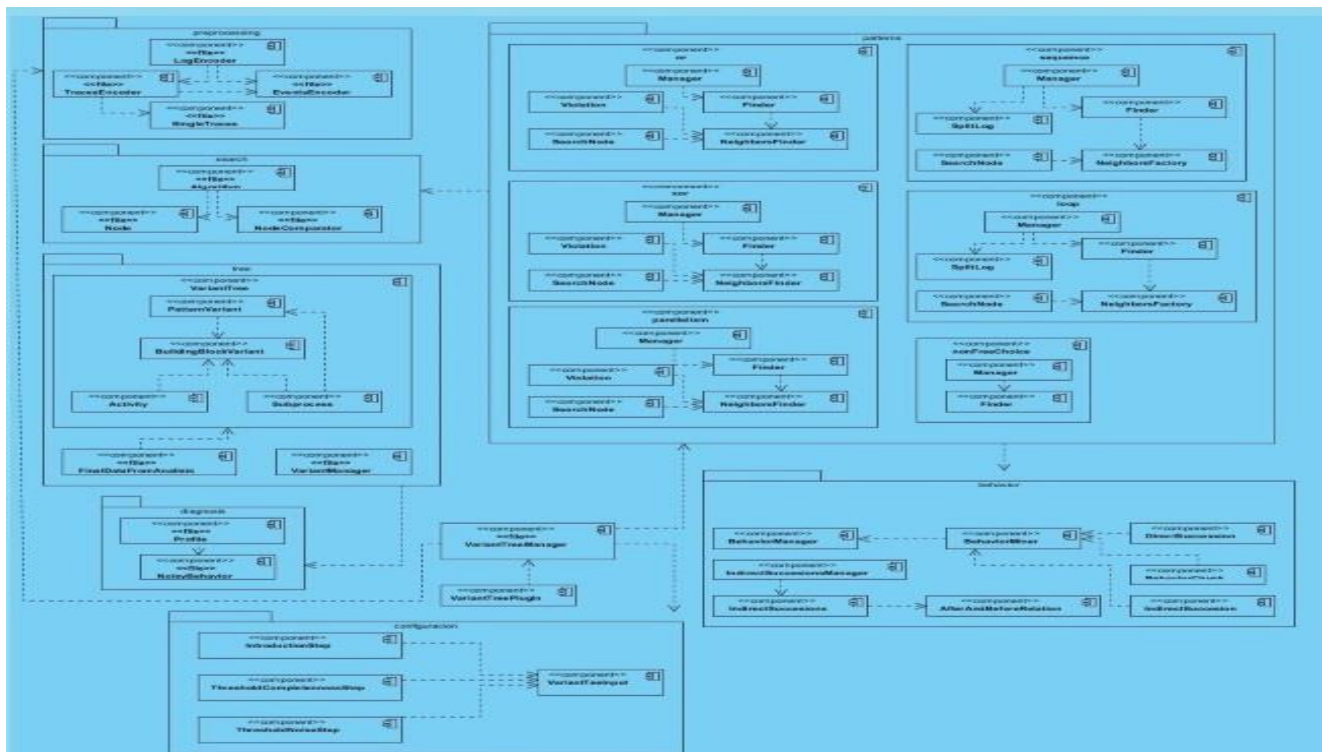 preprocessing
<<component>>
<<file>>
LogEncoder
<<component>>
<<file>>
TracesEncoder
<<component>>
<<file>>
EventsEncoder
<<component>>
<<file>>
SingleTraces
search
<<component>>
<<file>>
Algorithm
<<component>>
<<file>>
Node
<<component>>
<<file>>
NodeComparator
tree
<<component>>
VariantTree
<<component>>
PatternVariant
<<component>>
BuildingBlockVariant
<<component>>
Activity
<<component>>
Subprocess
<<component>>
<<file>>
FinalDataFromAnalisis
<<component>>
<<file>>
VariantManager
diagnosis
<<component>>
<<file>>
Profile
<<component>>
<<file>>
NoisyBehavior
patterns
<<component>>
or
<<component>>
Manager
<<component>>
Violation
<<component>>
Finder
<<component>>
SearchNode
<<component>>
NeighborsFinder
<<component>>
sequence
<<component>>
Manager
<<component>>
Finder
<<component>>
SplitLog
<<component>>
SearchNode
<<component>>
NeighborsFactory
<<component>>
xor
<<component>>
Manager
<<component>>
Violation
<<component>>
Finder
<<component>>
SearchNode
<<component>>
NeighborsFinder
<<component>>
loop
<<component>>
Manager
<<component>>
Finder
<<component>>
SplitLog
<<component>>
SearchNode
<<component>>
NeighborsFactory
<<component>>
parallelism
<<component>>
Manager
<<component>>
Finder
<<component>>
Violation
<<component>>
SearchNode
<<component>>
NeighborsFinder
<<component>>
nonFreeChoice
<<component>>
Manager
<<component>>
Finder
<<component>>
<<file>>
VariantTreeManager
<<component>>
VariantTreePlugin
behavior
<<component>>
BehaviorManager
<<component>>
BehaviorMiner
<<component>>
DirectSuccession
<<component>>
IndirectSuccessionsManager
<<component>>
<<component>>
IndirectSuccesions
<<component>>
AfterAndBeforeRelation
<<component>>
IndirectSuccesion
configuracion
<<component>>
IntroductionStep
<<component>>
ThresholdCompletenessStep
<<component>>
ThresholdNoiseStep
<<component>>